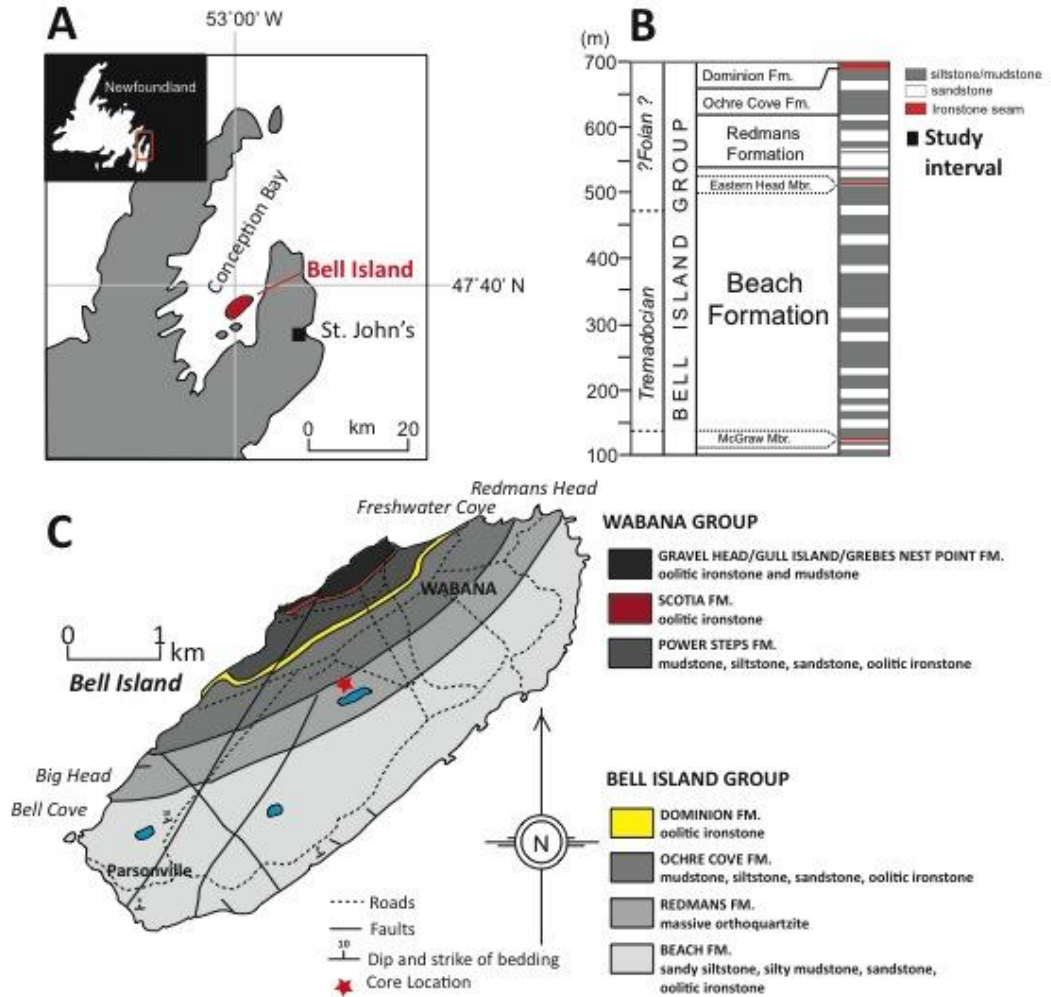 A
53°00' W
Newfoundland
Conception Bay
Bell Island
47°40' N
St. John's
0 km 20
B
(m)
700
600
500
400
300
200
100
?Foian ?
Tremadocian
BELL ISLAND GROUP
Dominion Fm.
Ochre Cove Fm.
Redmans
Formation
Eastern Head Mbr.
Beach
Formation
McGraw Mbr.
siltstone/mudstone
sandstone
Ironstone seam
Study
interval
C
Redmans Head
Freshwater Cove
WABANA
0 1
km
Bell Island
Big Head
Bell Cove
Parsonville
Roads
Faults
10
Dip and strike of bedding
Core Location
N
WABANA GROUP
GRAVEL HEAD/GULL ISLAND/GREBES NEST POINT FM.
oolitic ironstone and mudstone
SCOTIA FM.
oolitic ironstone
POWER STEPS FM.
mudstone, siltstone, sandstone, oolitic ironstone
BELL ISLAND GROUP
DOMINION FM.
oolitic ironstone
OCHRE COVE FM.
mudstone, siltstone, sandstone, oolitic ironstone
REDMANS FM.
massive orthoquartzite
BEACH FM.
sandy siltstone, silty mudstone, sandstone,
oolitic ironstone